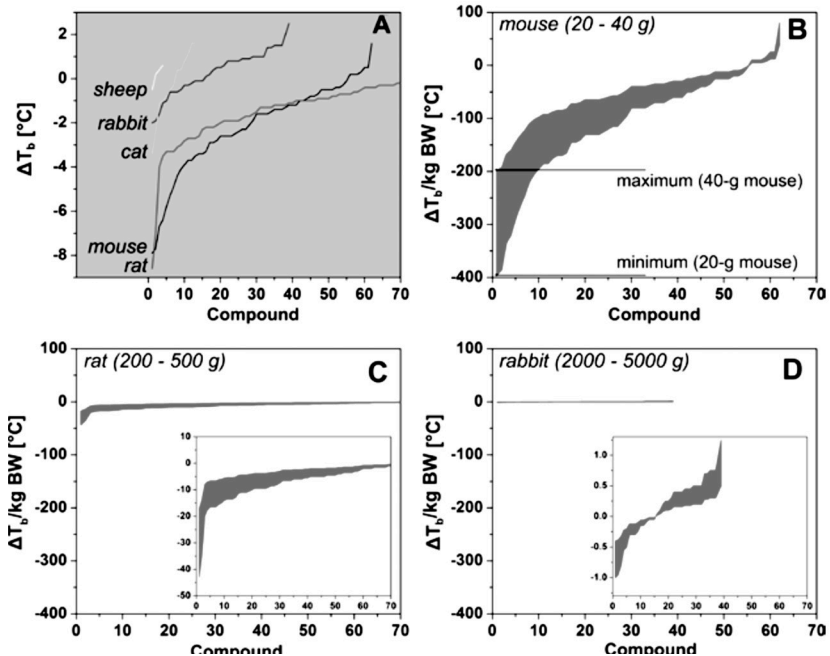 A
ΔTb [°C]
2
0
-2
-4
-6
-8
sheep
rabbit
cat
mouse
rat
0 10 20 30 40 50 60 70
Compound
mouse (20 - 40 g)
B
ΔTb/kg BW [°C]
100
0
-100
-200
-300
-400
maximum (40-g mouse)
minimum (20-g mouse)
0 10 20 30 40 50 60 70
Compound
rat (200 - 500 g)
C
ΔTb/kg BW [°C]
100
0
-100
-200
-300
-400
10
0
-10
-20
-30
-40
-50
0 10 20 30 40 50 60 70
0 10 20 30 40 50 60 70
Compound
rabbit (2000 - 5000 g)
D
ΔTb/kg BW [°C]
100
0
-100
-200
-300
-400
1.0
0.5
0.0
-0.5
-1.0
0 10 20 30 40 50 60 70
0 10 20 30 40 50 60 70
Compound